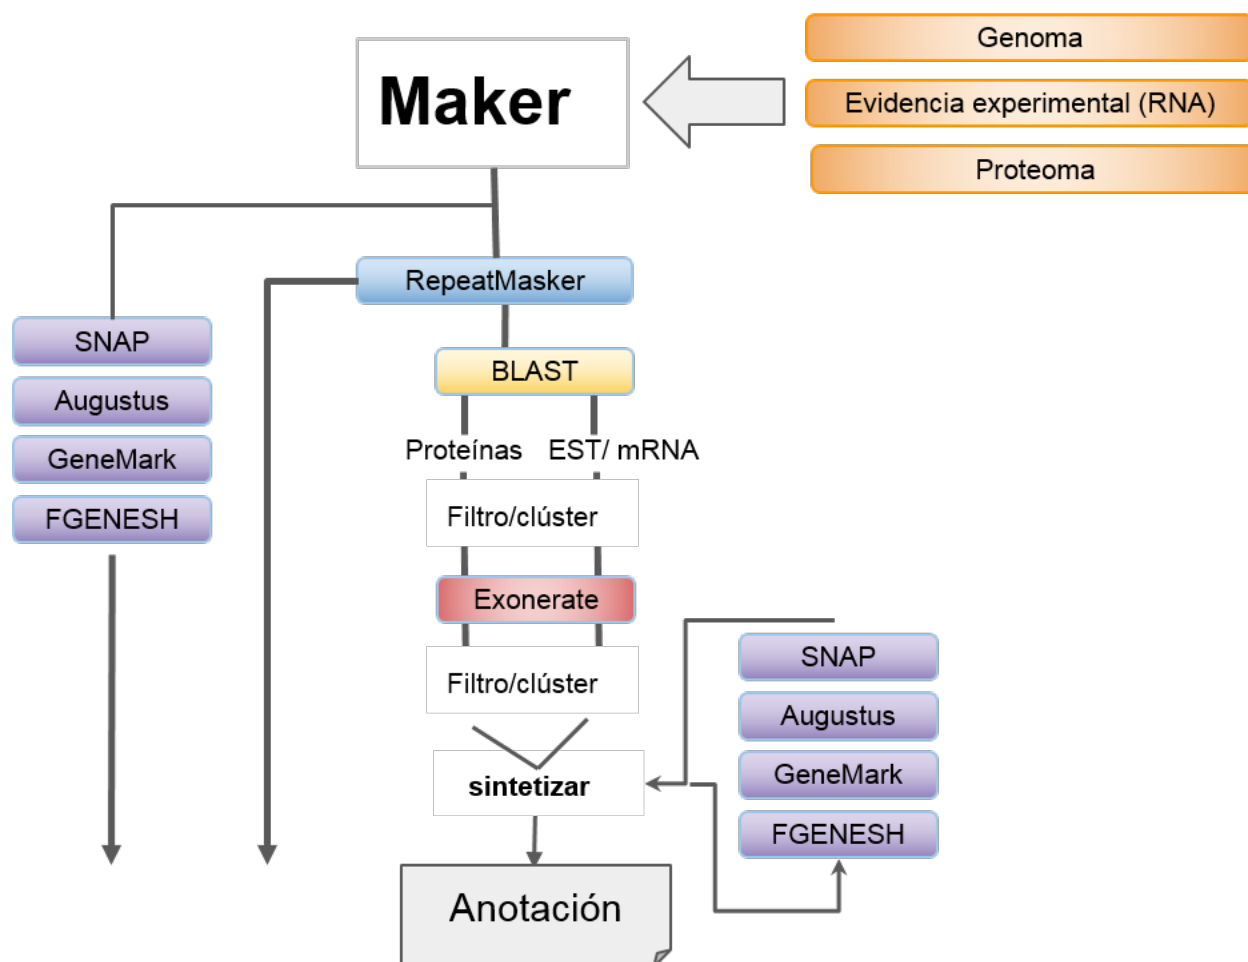 Maker
Genoma
Evidencia experimental (RNA)
Proteoma
RepeatMasker
SNAP
Augustus
GeneMark
FGENESH
BLAST
Proteínas
EST/ mRNA
Filtro/clúster
Exonerate
Filtro/clúster
sintetizar
SNAP
Augustus
GeneMark
FGENESH
Anotación